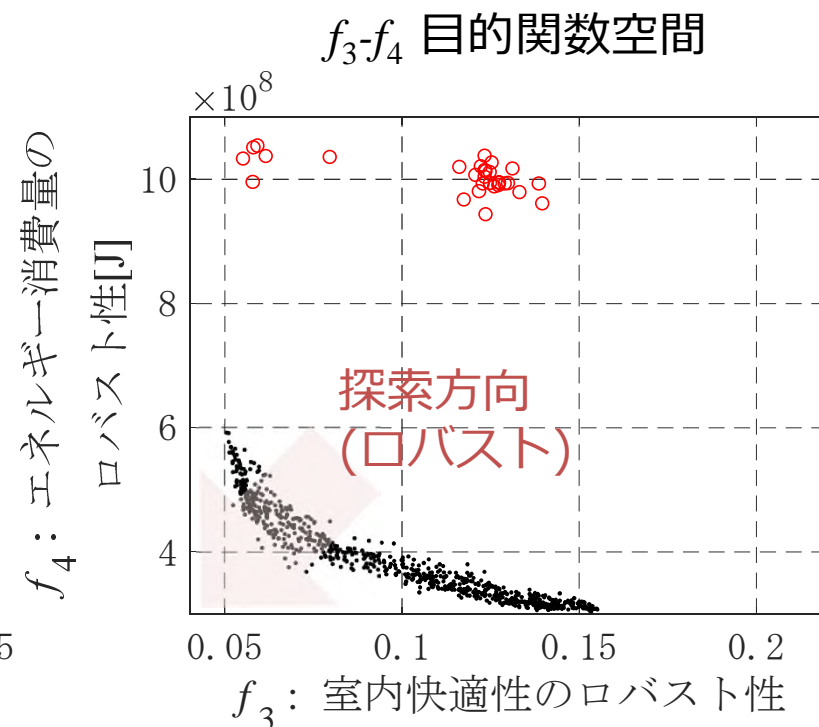 f3-f4 目的関数空間
×10^8
10
8
6
4
f4：エネルギー消費量の
ロバスト性[J]
探索方向
(ロバスト)
5
0.05
0.1
0.15
0.2
f3：室内快適性のロバスト性